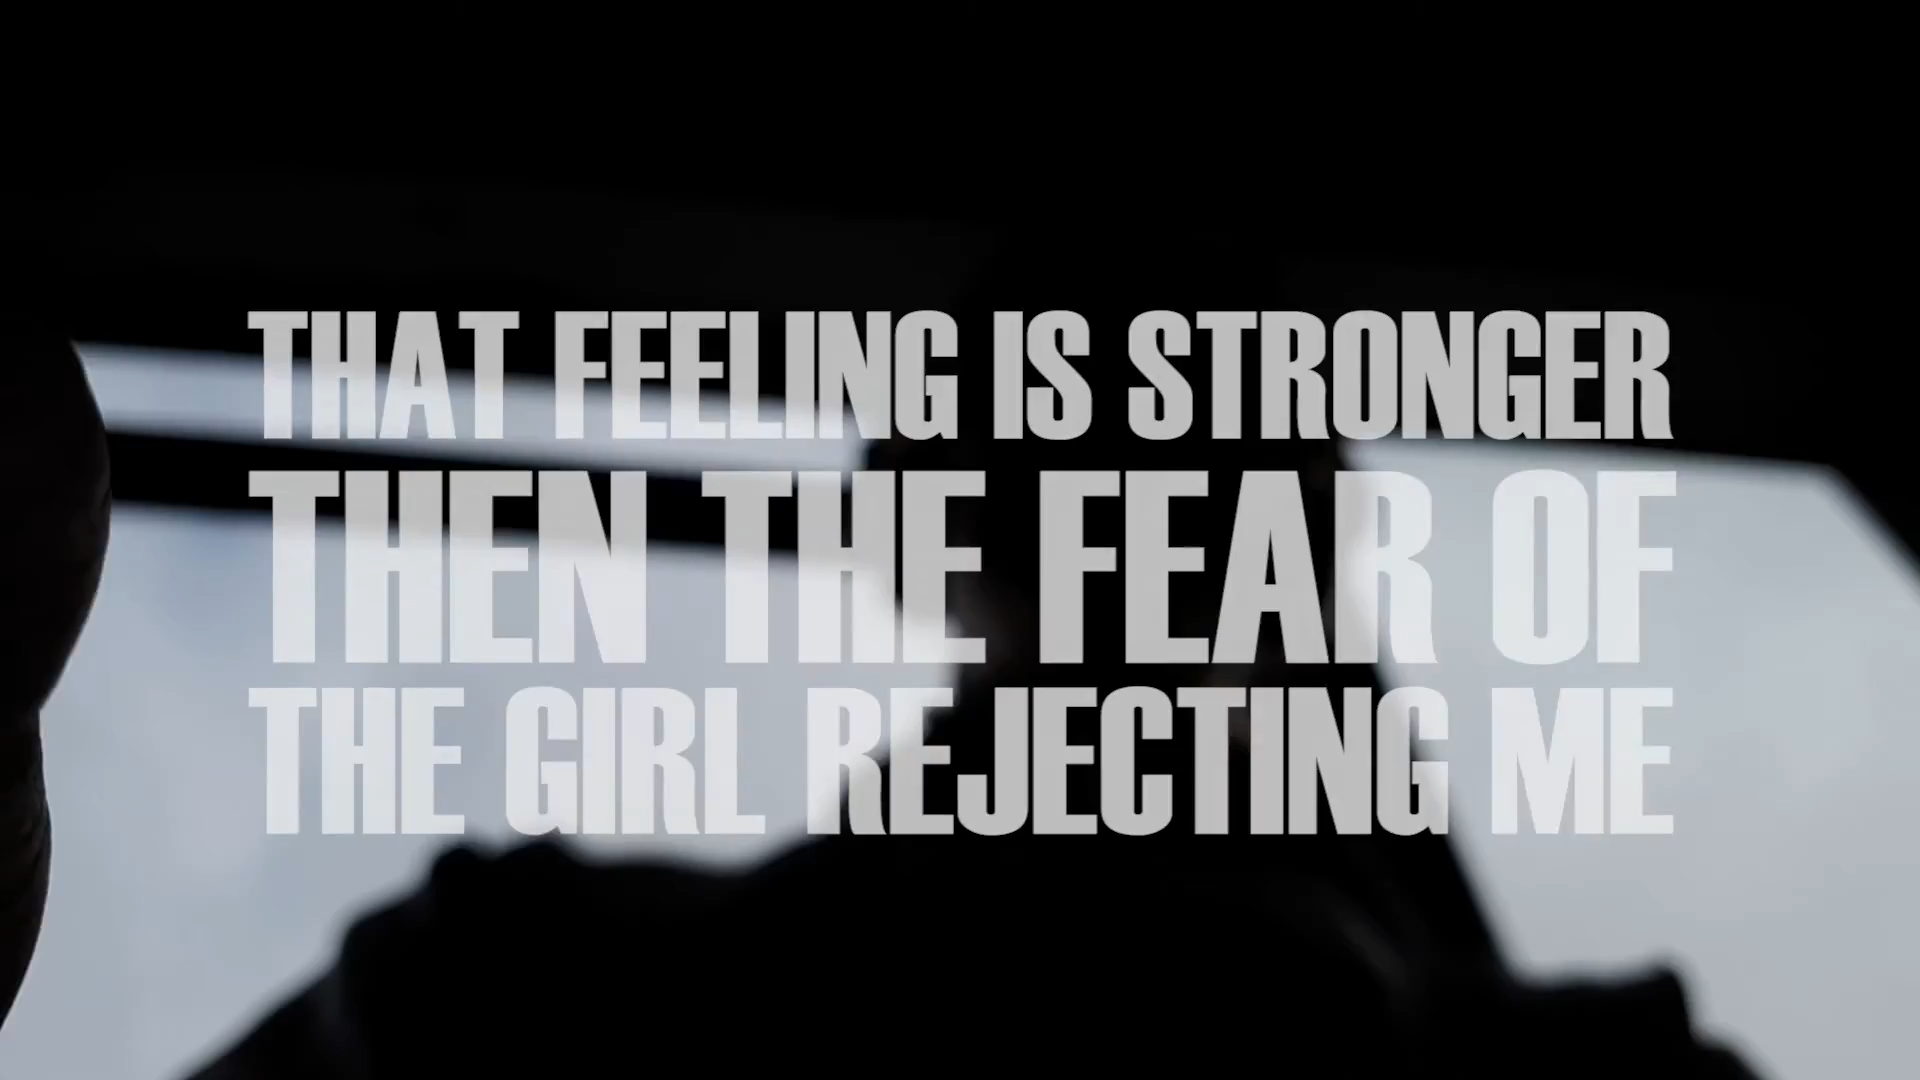 THAT FEELING IS STRONGER
THEN THE FEAR OF
THE GIRL REJECTING ME